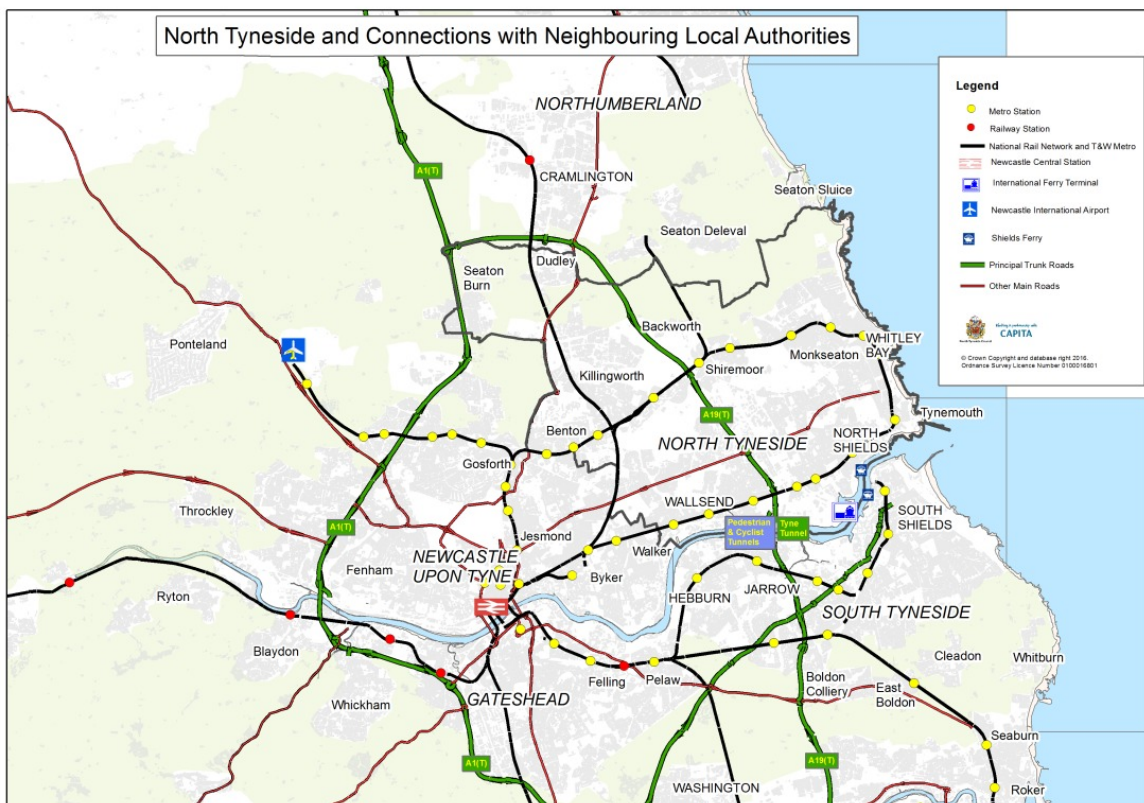 North Tyneside and Connections with Neighbouring Local Authorities
Legend
Metro Station
Railway Station
National Rail Network and T&W Metro
Newcastle Central Station
International Ferry Terminal
Newcastle International Airport
Shields Ferry
Principal Trunk Roads
Other Main Roads
CAPITA
© Crown Copyright and database right 2016.
Ordnance Survey Licence Number 0100016801
NORTHUMBERLAND
A1(T)
CRAMLINGTON
Seaton Sluice
Seaton Deleval
Dudley
Seaton
Burn
Backworth
Ponteland
WHITLEY
BAY
Monkseaton
Shiremoor
Killingworth
Tynemouth
A19(T)
Benton
NORTH TYNESIDE
NORTH
SHIELDS
Gosforth
WALLSEND
Throckley
A1(T)
SOUTH
SHIELDS
Pedestrian
& Cyclist
Tunnels
Tyne
Tunnel
Jesmond
Walker
NEWCASTLE
UPON TYNE
Fenham
Byker
Ryton
HEBBURN
JARROW
SOUTH TYNESIDE
Blaydon
Cleadon
Whitburn
Felling
Pelaw
Boldon
Colliery
East
Boldon
GATESHEAD
Whickham
Seaburn
A1(T)
A19(T)
WASHINGTON
Roker